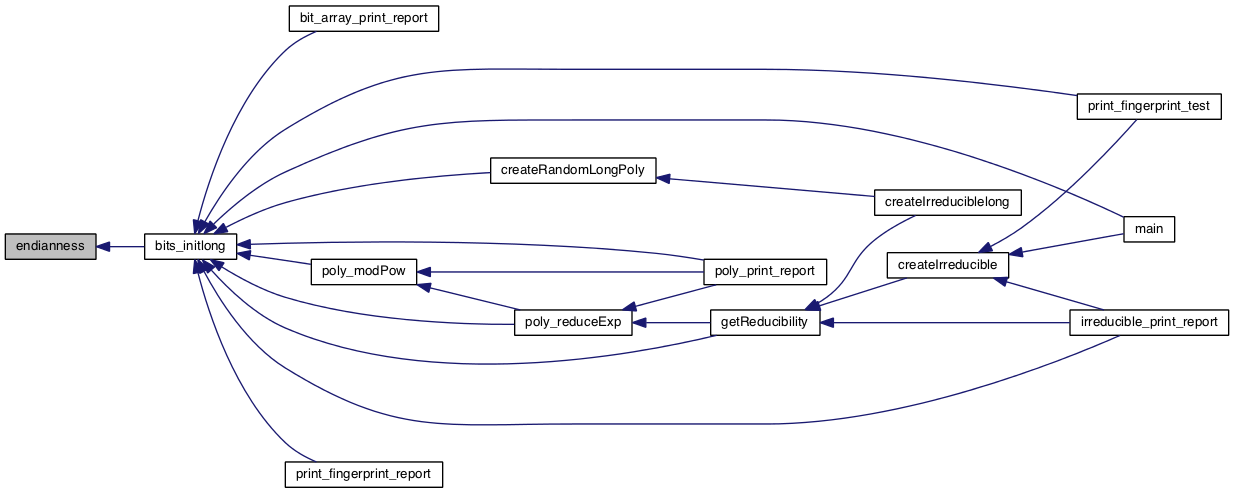 bit_array_print_report
print_fingerprint_test
createRandomLongPoly
createIrreduciblelong
main
endianness
bits_initlong
poly_modPow
poly_print_report
createIrreducible
poly_reduceExp
getReducibility
irreducible_print_report
print_fingerprint_report